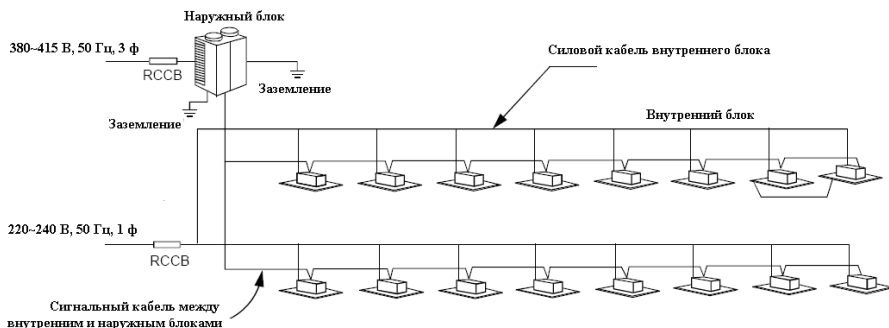 Наружный блок
380~415 В, 50 Гц, 3 ф
RCCB
Заземление
Заземление
Силовой кабель внутреннего блока
Внутренний блок
220~240 В, 50 Гц, 1 ф
RCCB
Сигнальный кабель между
внутренним и наружным блоками